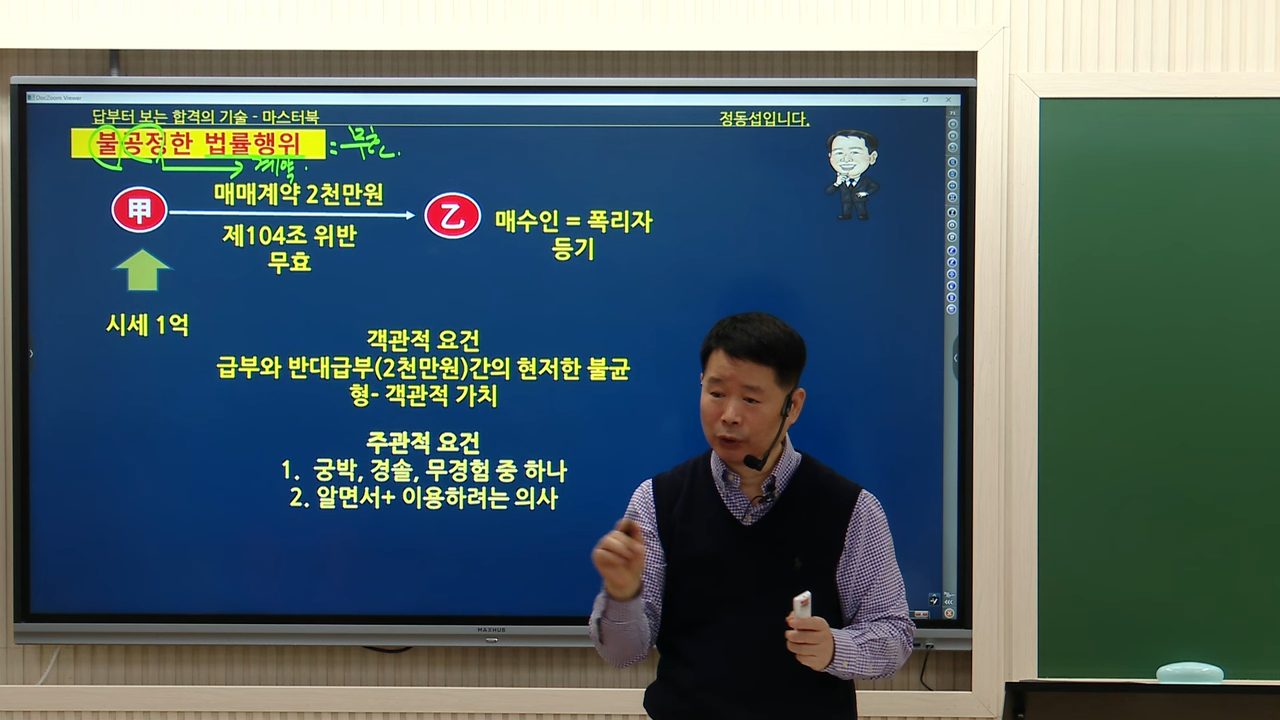 DocZoom Viewer
답부터 보는 합격의 기술 - 마스터북
정동섭입니다.
불공정한 법률행위 = 무효.
계약.
甲
매매계약 2천만원
乙
매수인 = 폭리자
등기
제104조 위반
무효
시세 1억
객관적 요건
급부와 반대급부(2천만원)간의 현저한 불균
형- 객관적 가치
주관적 요건
1. 궁박, 경솔, 무경험 중 하나
2. 알면서+ 이용하려는 의사
MAXHUB